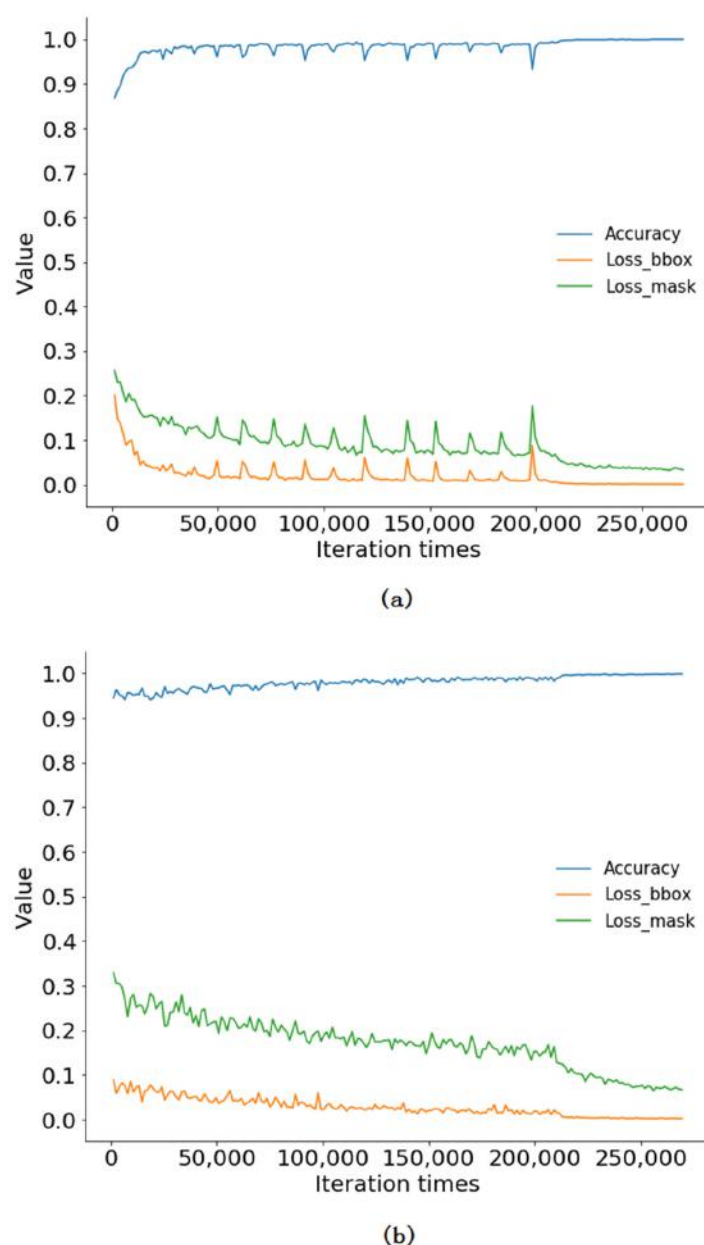 1.0
0.9
0.8
0.7
0.6
0.5
0.4
0.3
0.2
0.1
0.0
Value
Accuracy
Loss_bbox
Loss_mask
0 50,000 100,000 150,000 200,000 250,000
Iteration times
(a)
1.0
0.9
0.8
0.7
0.6
0.5
0.4
0.3
0.2
0.1
0.0
Value
Accuracy
Loss_bbox
Loss_mask
0 50,000 100,000 150,000 200,000 250,000
Iteration times
(b)